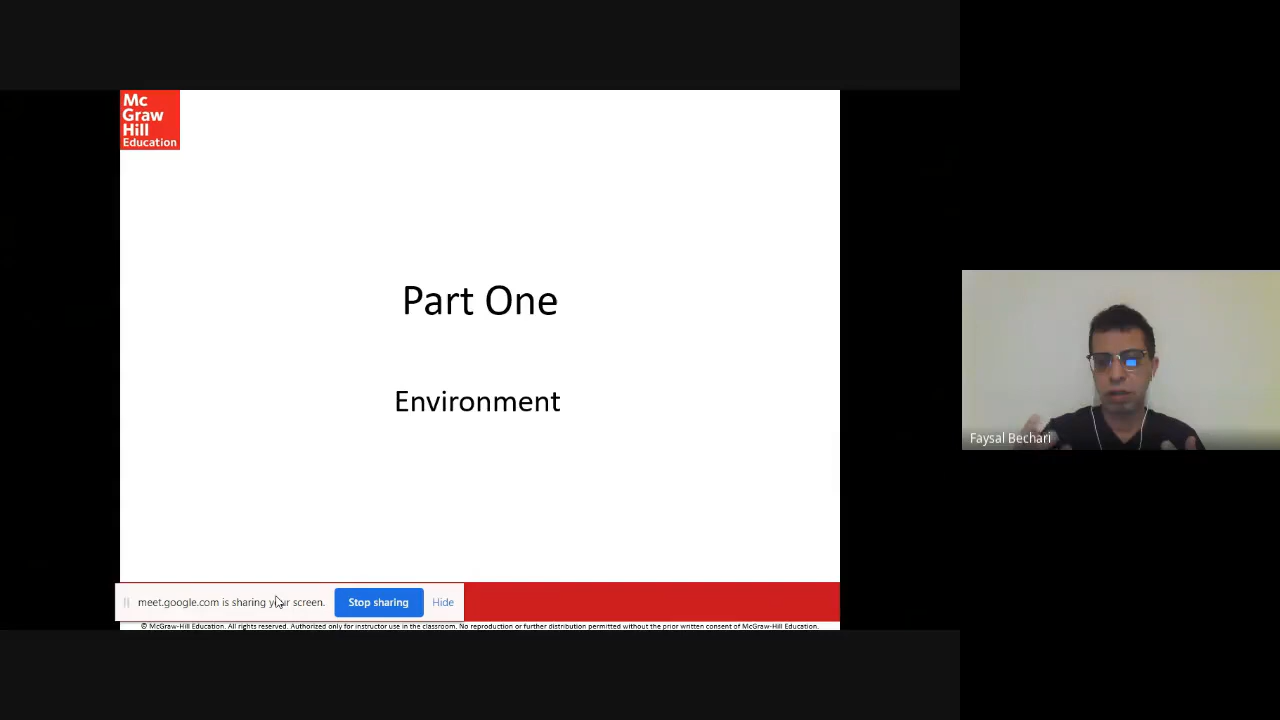 Mc
Graw
Hill
Education
Part One
Environment
meet.google.com is sharing your screen.
Stop sharing
Hide
© McGraw-Hill Education. All rights reserved. Authorized only for instructor use in the classroom. No reproduction or further distribution permitted without the prior written consent of McGraw-Hill Education.
Faysal Bechari